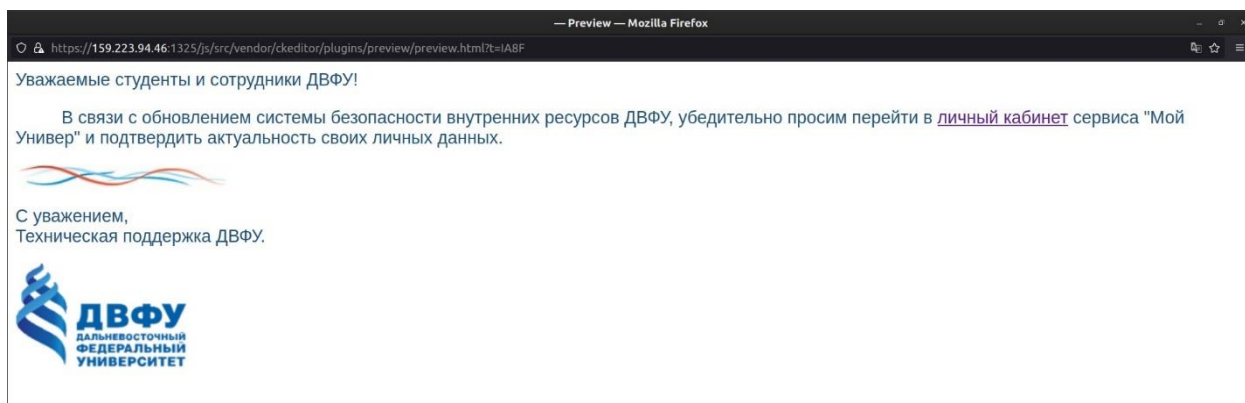 — Preview — Mozilla Firefox
https://159.223.94.46:1325/js/src/vendor/ckeditor/plugins/preview/preview.html?t=IA8F
Уважаемые студенты и сотрудники ДВФУ!
В связи с обновлением системы безопасности внутренних ресурсов ДВФУ, убедительно просим перейти в личный кабинет сервиса "Мой
Универ" и подтвердить актуальность своих личных данных.
С уважением,
Техническая поддержка ДВФУ.
ДВФУ
ДАЛЬНЕВОСТОЧНЫЙ
ФЕДЕРАЛЬНЫЙ
УНИВЕРСИТЕТ